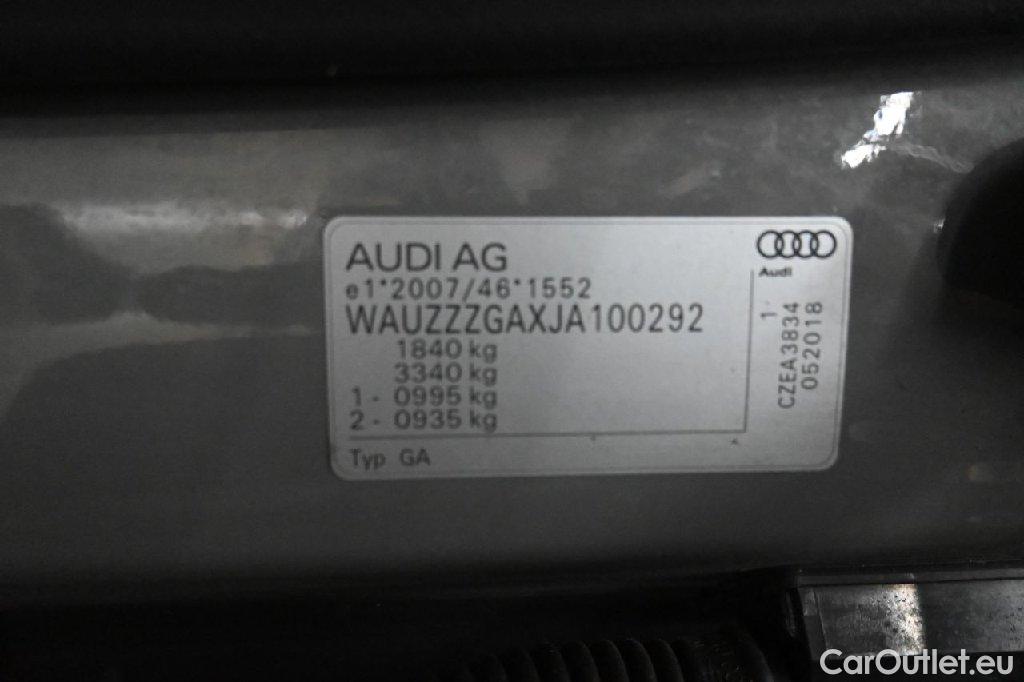 AUDI AG
e1*2007/46*1552
WAUZZZGAXJA100292
1840 kg
3340 kg
1 - 0995 kg
2 - 0935 kg
Typ GA
Audi
1
CZEA3834
052018
CarOutlet.eu